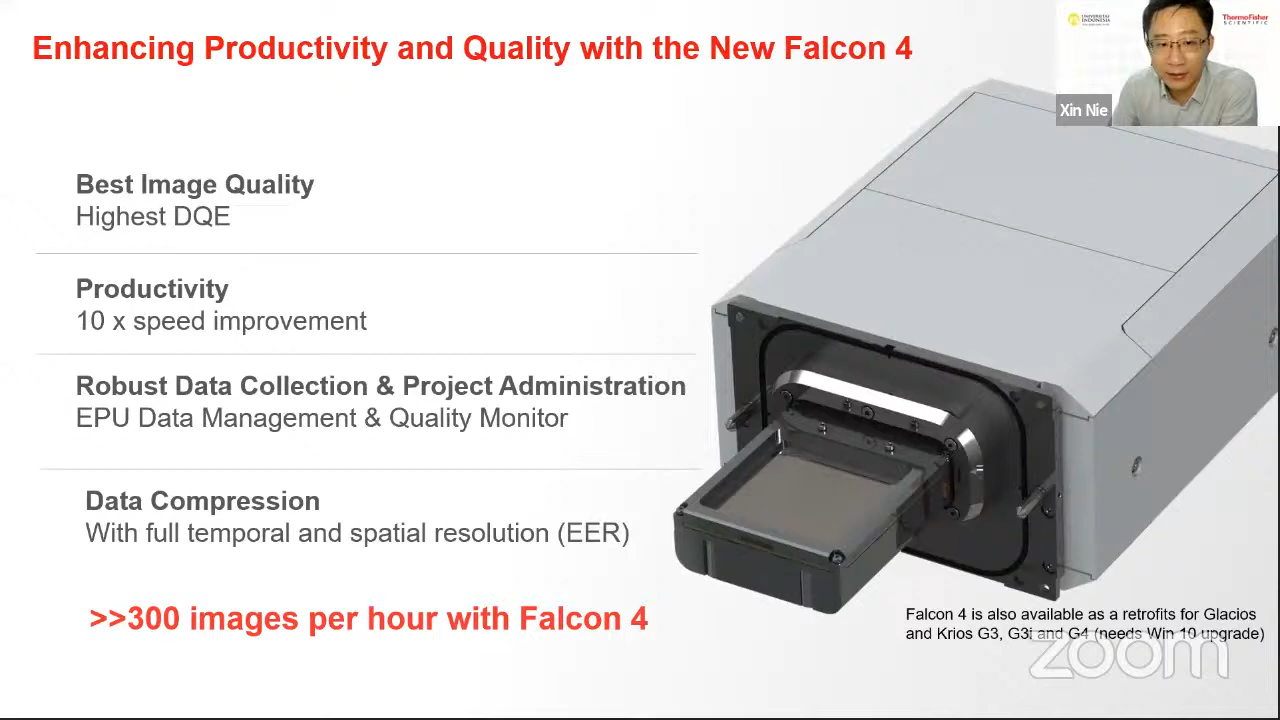 Enhancing Productivity and Quality with the New Falcon 4
UNIVERSITAS
INDONESIA
ThermoFisher
SCIENTIFIC
Xin Nie
Best Image Quality
Highest DQE
Productivity
10 x speed improvement
Robust Data Collection & Project Administration
EPU Data Management & Quality Monitor
Data Compression
With full temporal and spatial resolution (EER)
>>300 images per hour with Falcon 4
Falcon 4 is also available as a retrofits for Glacios
and Krios G3, G3i and G4 (needs Win 10 upgrade)
zoom